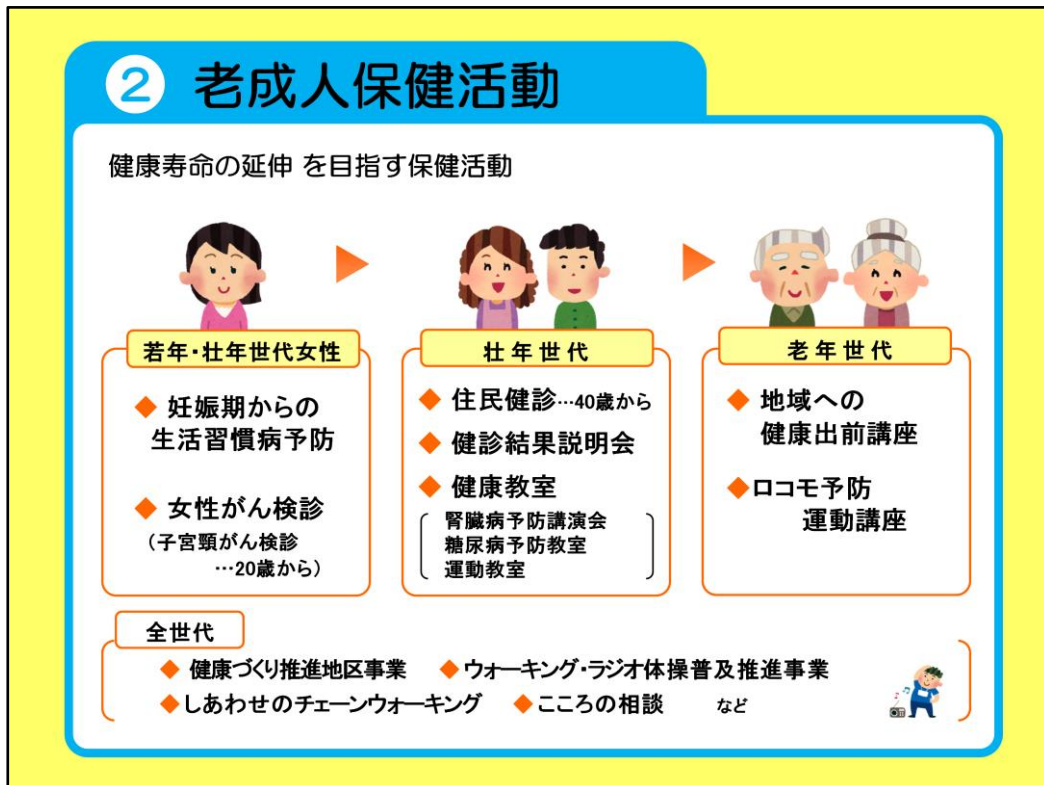 ② 老成人保健活動
健康寿命の延伸 を目指す保健活動
若年・壮年世代女性
◆ 妊娠期からの
生活習慣病予防
◆ 女性がん検診
（子宮頸がん検診
…20歳から）
壮年世代
◆ 住民健診…40歳から
◆ 健診結果説明会
◆ 健康教室
腎臓病予防講演会
糖尿病予防教室
運動教室
老年世代
◆ 地域への
健康出前講座
◆ロコモ予防
運動講座
全世代
◆ 健康づくり推進地区事業 ◆ ウォーキング・ラジオ体操普及推進事業
◆しあわせのチェーンウォーキング ◆こころの相談 など